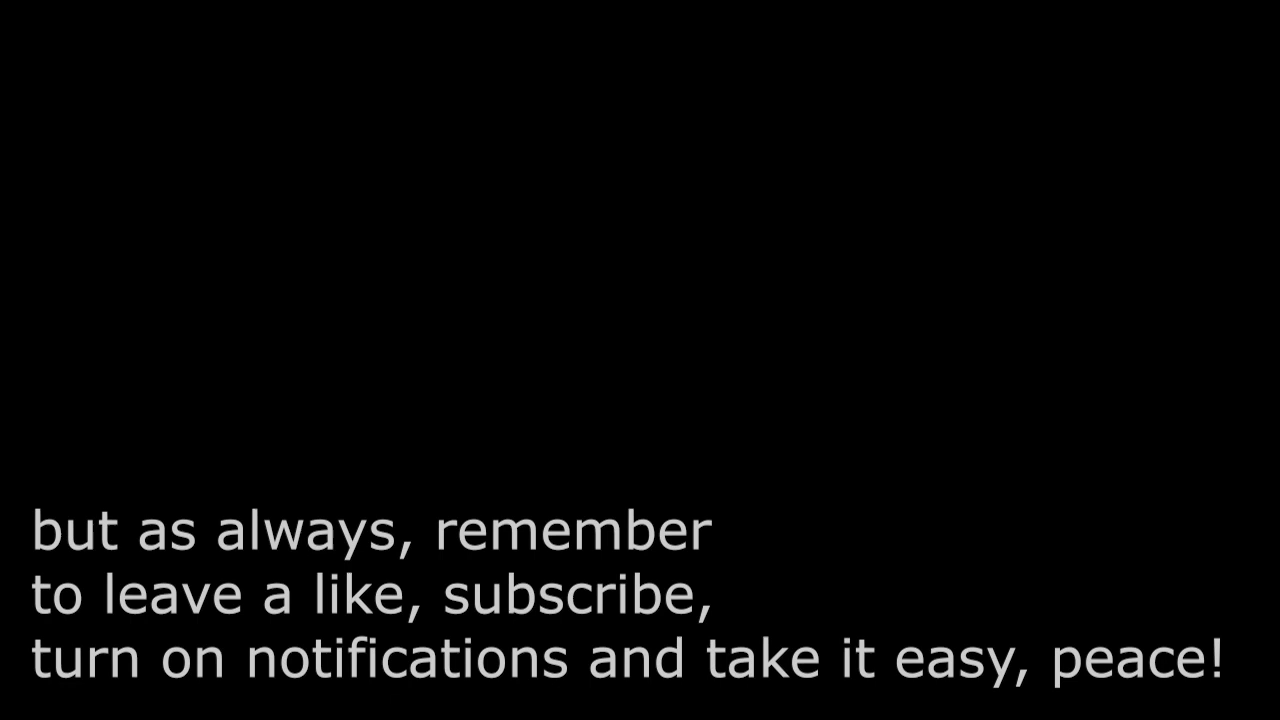 but as always, remember
to leave a like, subscribe,
turn on notifications and take it easy, peace!